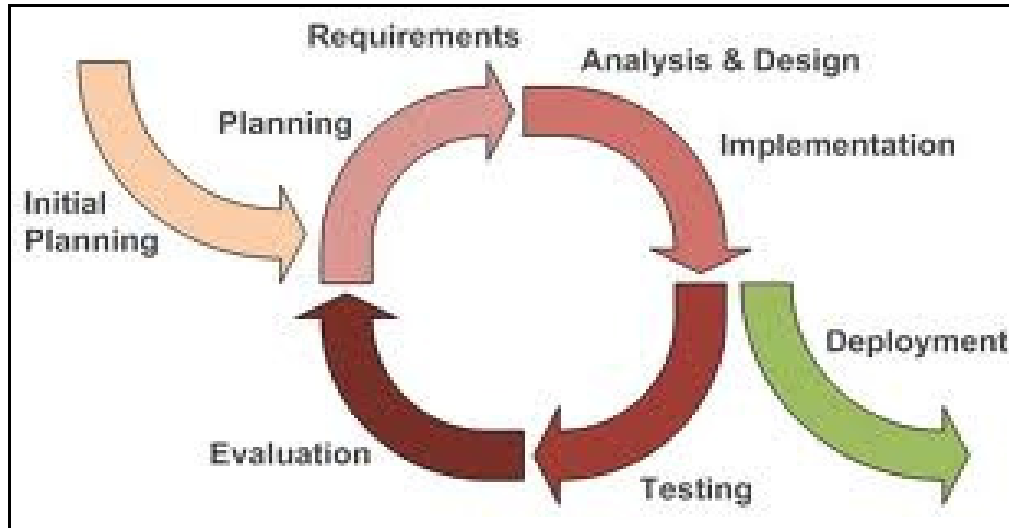 Requirements
Analysis & Design
Planning
Implementation
Initial
Planning
Deployment
Evaluation
Testing